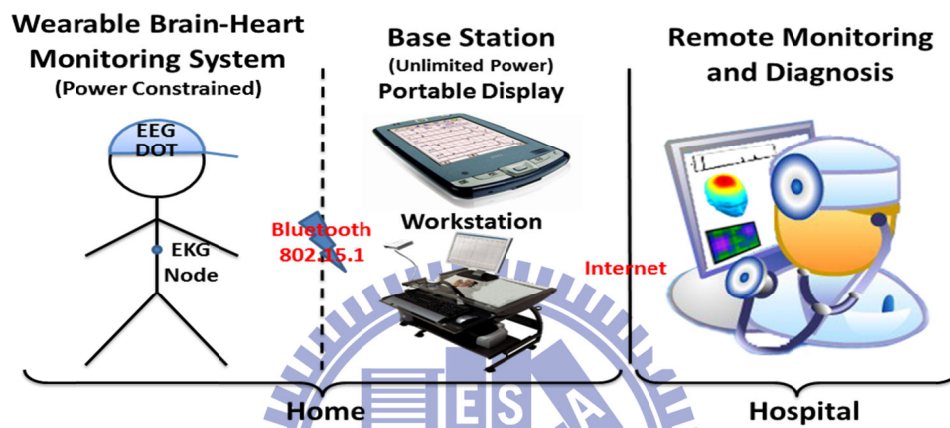 Wearable Brain-Heart
Monitoring System
(Power Constrained)
EEG
DOT
EKG
Node
Bluetooth
802.15.1
Base Station
(Unlimited Power)
Portable Display
Workstation
Internet
Remote Monitoring
and Diagnosis
Home
Hospital
ESA